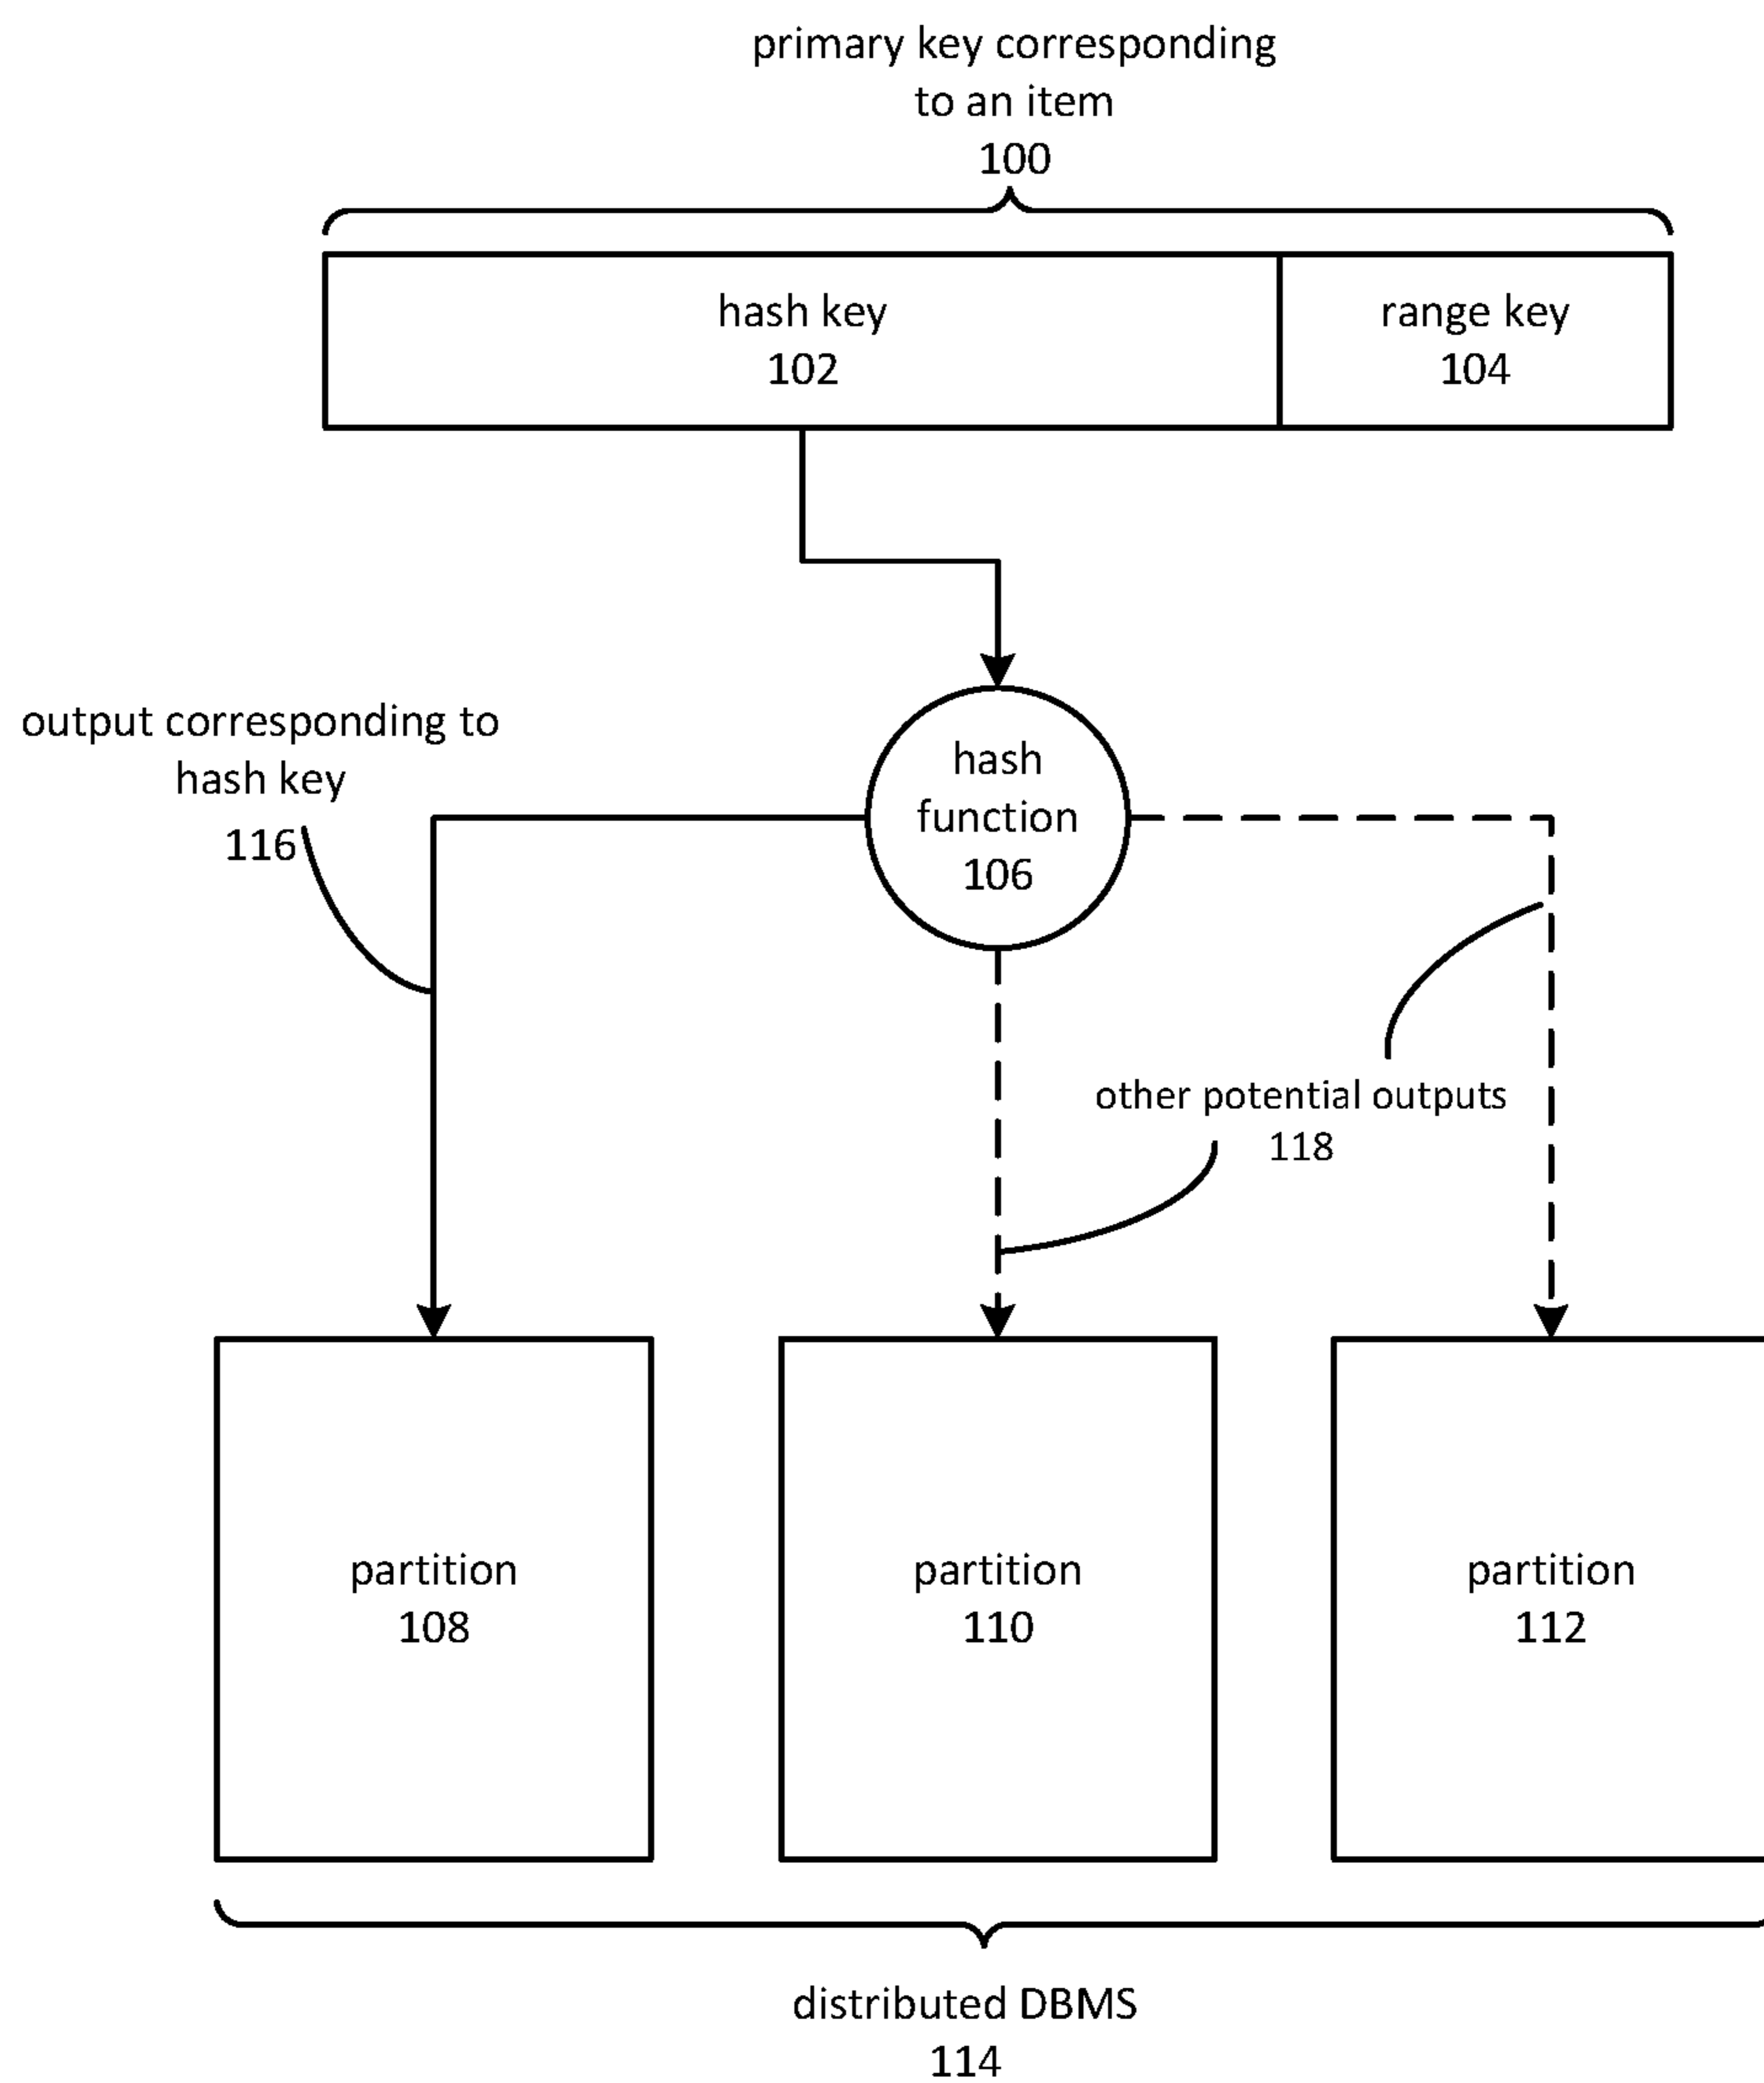 primary key corresponding
to an item
100
hash key
102
range key
104
output corresponding to
hash key
116
hash
function
106
other potential outputs
118
partition
108
partition
110
partition
112
distributed DBMS
114